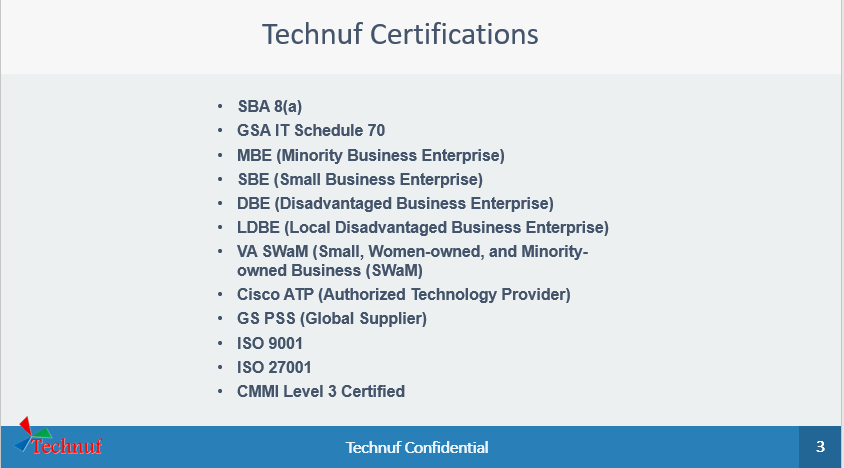 Technuf Certifications
• SBA 8(a)
• GSA IT Schedule 70
• MBE (Minority Business Enterprise)
• SBE (Small Business Enterprise)
• DBE (Disadvantaged Business Enterprise)
• LDBE (Local Disadvantaged Business Enterprise)
• VA SWaM (Small, Women-owned, and Minority-
owned Business (SWaM)
• Cisco ATP (Authorized Technology Provider)
• GS PSS (Global Supplier)
• ISO 9001
• ISO 27001
• CMMI Level 3 Certified
Technuf
Technuf Confidential
3